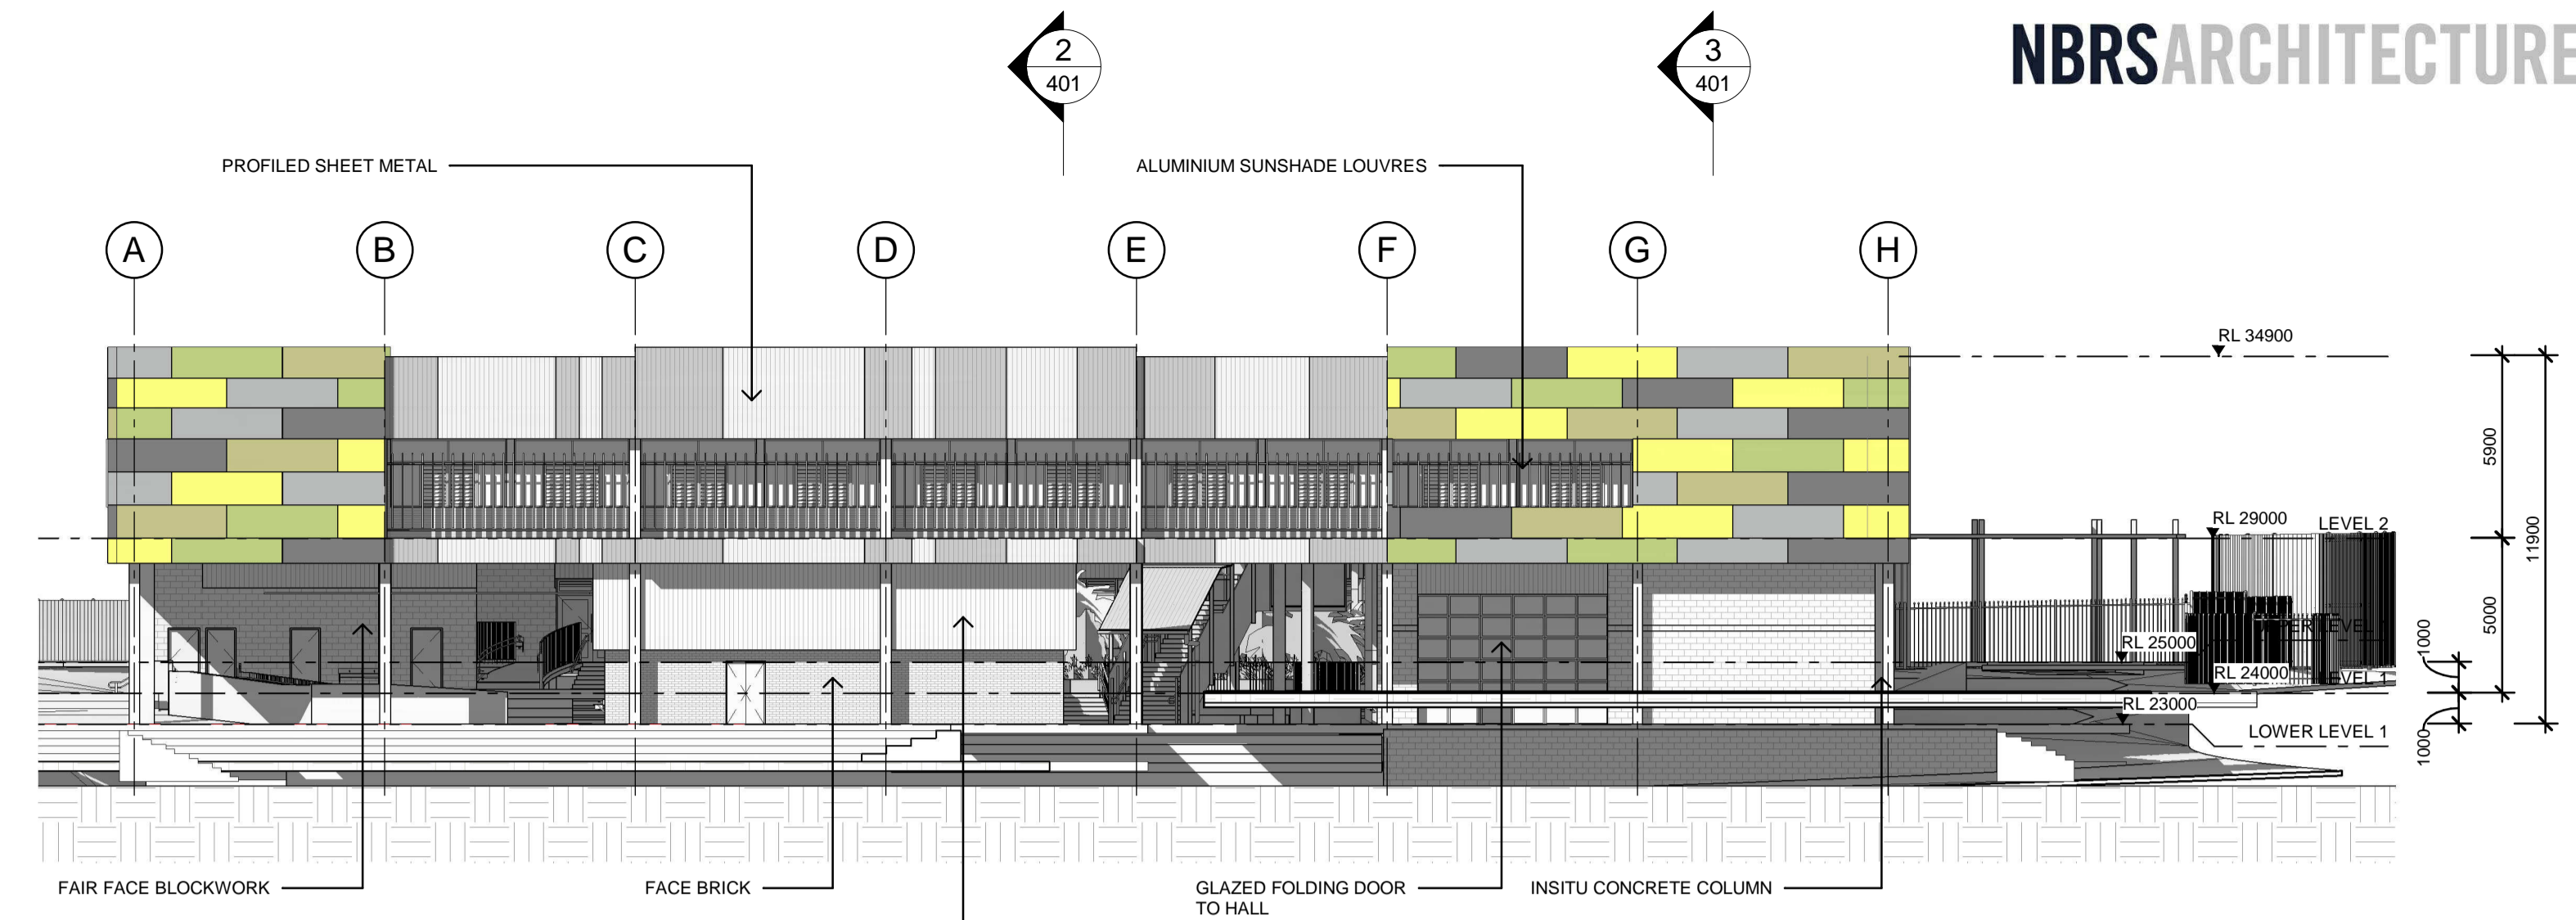 NBRSARCHITECTURE
2
401
3
401
PROFILED SHEET METAL
ALUMINIUM SUNSHADE LOUVRES
A
B
C
D
E
F
G
H
RL 34900
5900
11900
RL 29000
LEVEL 2
5000
1000
RL 25000
RL 24000
RL 23000
LOWER LEVEL 1
1000
FAIR FACE BLOCKWORK
FACE BRICK
GLAZED FOLDING DOOR
TO HALL
INSITU CONCRETE COLUMN